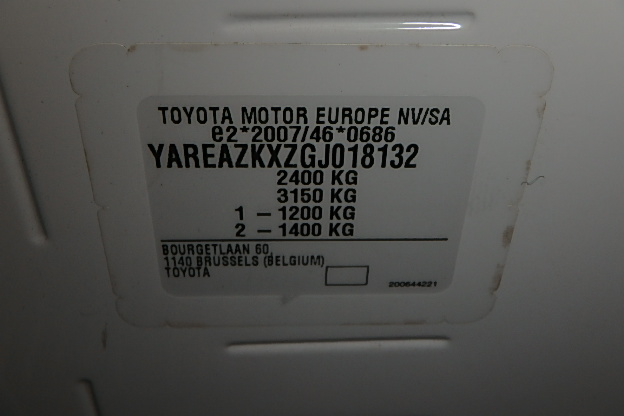 TOYOTA MOTOR EUROPE NV/SA
e2*2007/46*0686
YAREAZKXZGJ018132
2400 KG
3150 KG
1 - 1200 KG
2 - 1400 KG
BOURGETLAAN 60,
1140 BRUSSELS (BELGIUM)
TOYOTA
200644221